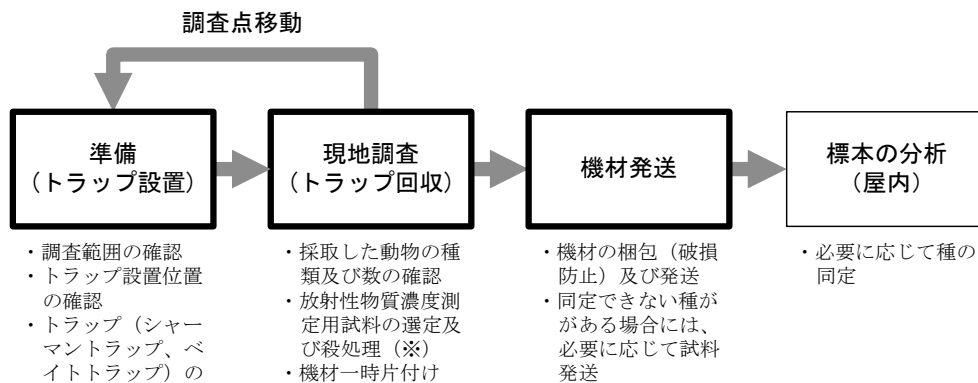 調査点移動
準備
(トラップ設置)
現地調査
(トラップ回収)
機材発送
標本の分析
(屋内)
・調査範囲の確認
・トラップ設置位置
の確認
・トラップ(シャー
マントラップ、ベ
イトトラップ)の
・採取した動物の種
類及び数の確認
・放射性物質濃度測
定用試料の選定及
び殺処理(※)
・機材一時片付け
・機材の梱包(破損
防止)及び発送
・同定できない種が
がある場合には、
必要に応じて試料
発送
・必要に応じて種の
同定